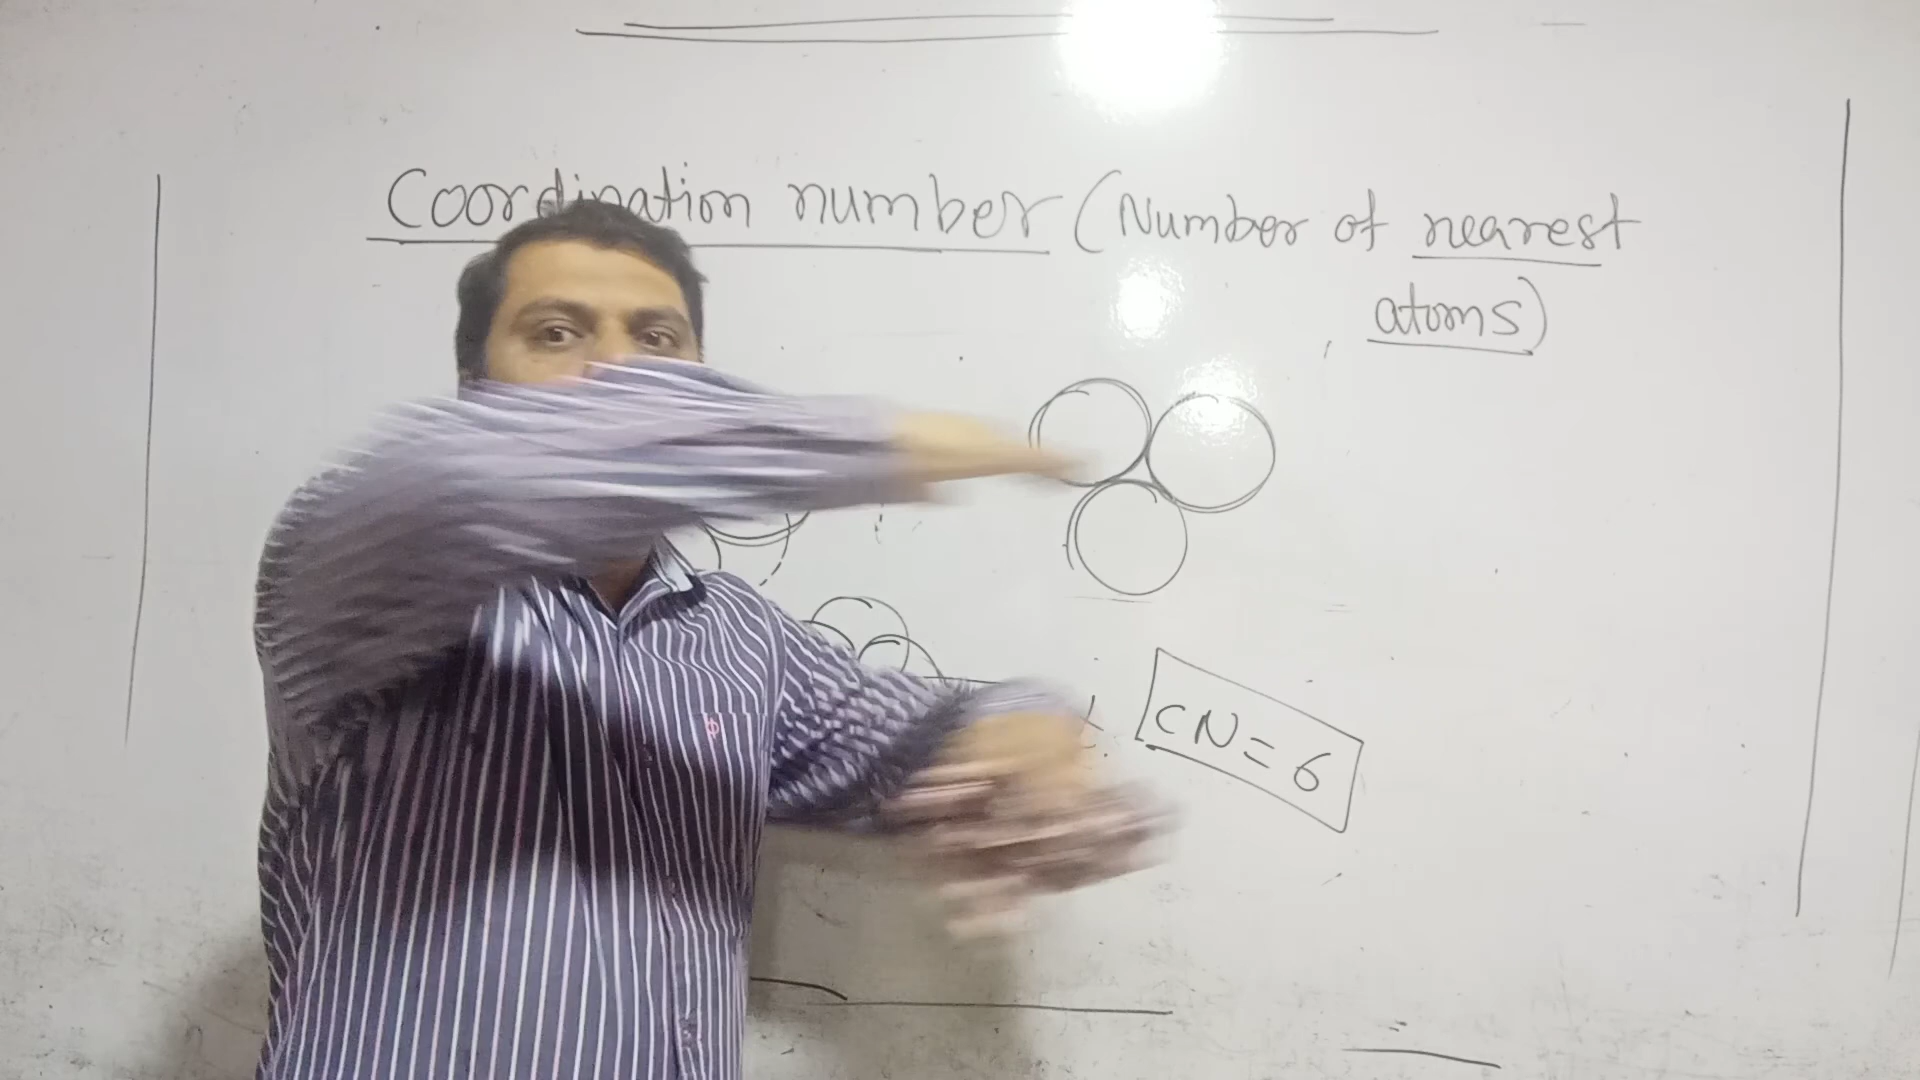 Coordination number (Number of nearest
atoms)
CN = 6